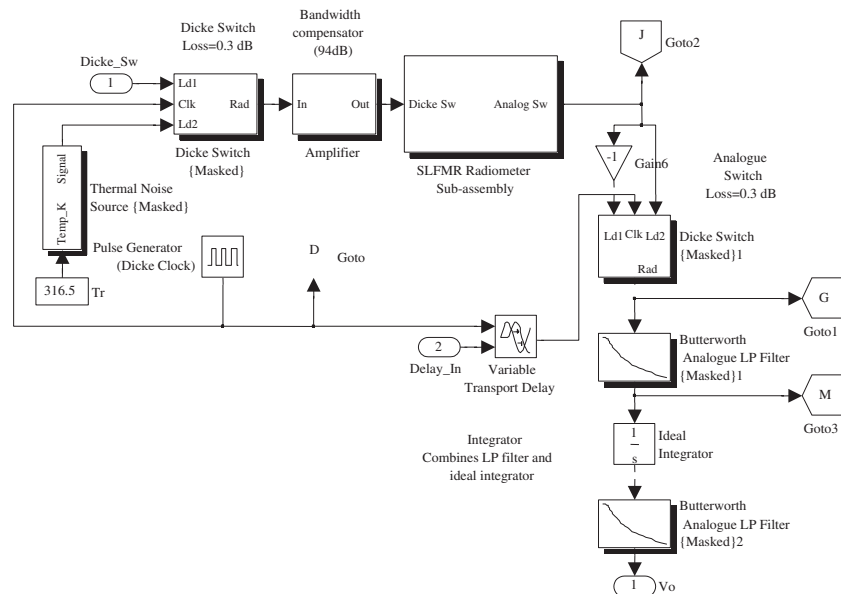 Dicke Switch
Loss=0.3 dB
Bandwidth
compensator
(94dB)
J
Goto2
Dicke_Sw
1
Ld1
Clk
Ld2
Rad
In
Out
Dicke Sw
Analog Sw
Dicke Switch
{Masked}
Amplifier
SLFMR Radiometer
Sub-assembly
-1
Gain6
Analogue
Switch
Loss=0.3 dB
Signal
Temp_K
Thermal Noise
Source {Masked}
Ld1
Clk
Ld2
Rad
Dicke Switch
{Masked}1
Pulse Generator
(Dicke Clock)
D
Goto
316.5
Tr
G
Goto1
2
Delay_In
Variable
Transport Delay
Butterworth
Analogue LP Filter
{Masked}1
M
Goto3
Integrator
Combines LP filter and
ideal integrator
1
s
Ideal
Integrator
Butterworth
Analogue LP Filter
{Masked}2
1
Vo